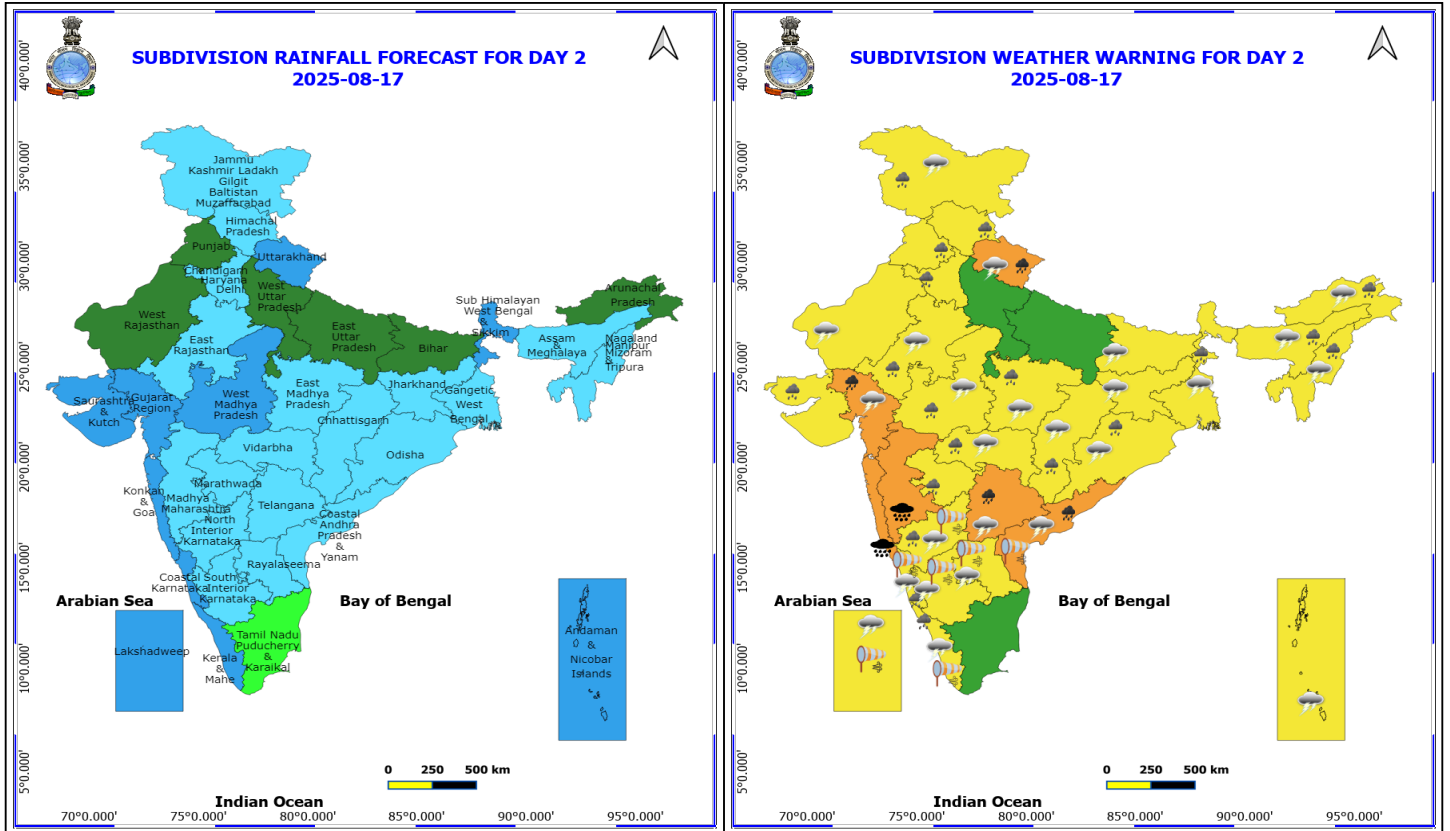 SUBDIVISION RAINFALL FORECAST FOR DAY 2
2025-08-17
40°0.000'
35°0.000'
30°0.000'
25°0.000'
20°0.000'
15°0.000'
10°0.000'
5°0.000'
Jammu
Kashmir Ladakh
Gilgit
Baltistan
Muzaffarabad
Himachal
Pradesh
Punjab
Uttarakhand
Chandigarh
Haryana
Delhi
West
Uttar
Pradesh
West
Rajasthan
East
Rajasthan
East
Uttar
Pradesh
Bihar
Sub Himalayan
West Bengal
&
Sikkim
Arunachal
Pradesh
Assam
&
Meghalaya
Nagaland
Manipur
Mizoram
&
Tripura
Saurashtra
&
Kutch
Gujarat
Region
West
Madhya
Pradesh
East
Madhya
Pradesh
Jharkhand
Gangetic
West
Bengal
Chhattisgarh
Odisha
Vidarbha
Marathwada
Konkan
&
Goa
Madhya
Maharashtra
North
Interior
Karnataka
Telangana
Coastal
Andhra
Pradesh
&
Yanam
Rayalaseema
Coastal
Karnataka
South
Interior
Karnataka
Arabian Sea
Bay of Bengal
Lakshadweep
Kerala
&
Mahe
Tamil Nadu
Puducherry
&
Karaikal
Andaman
&
Nicobar
Islands
0 250 500 km
Indian Ocean
70°0.000' 75°0.000' 80°0.000' 85°0.000' 90°0.000' 95°0.000'
SUBDIVISION WEATHER WARNING FOR DAY 2
2025-08-17
40°0.000'
35°0.000'
30°0.000'
25°0.000'
20°0.000'
15°0.000'
10°0.000'
5°0.000'
Arabian Sea
Bay of Bengal
0 250 500 km
Indian Ocean
70°0.000' 75°0.000' 80°0.000' 85°0.000' 90°0.000' 95°0.000'